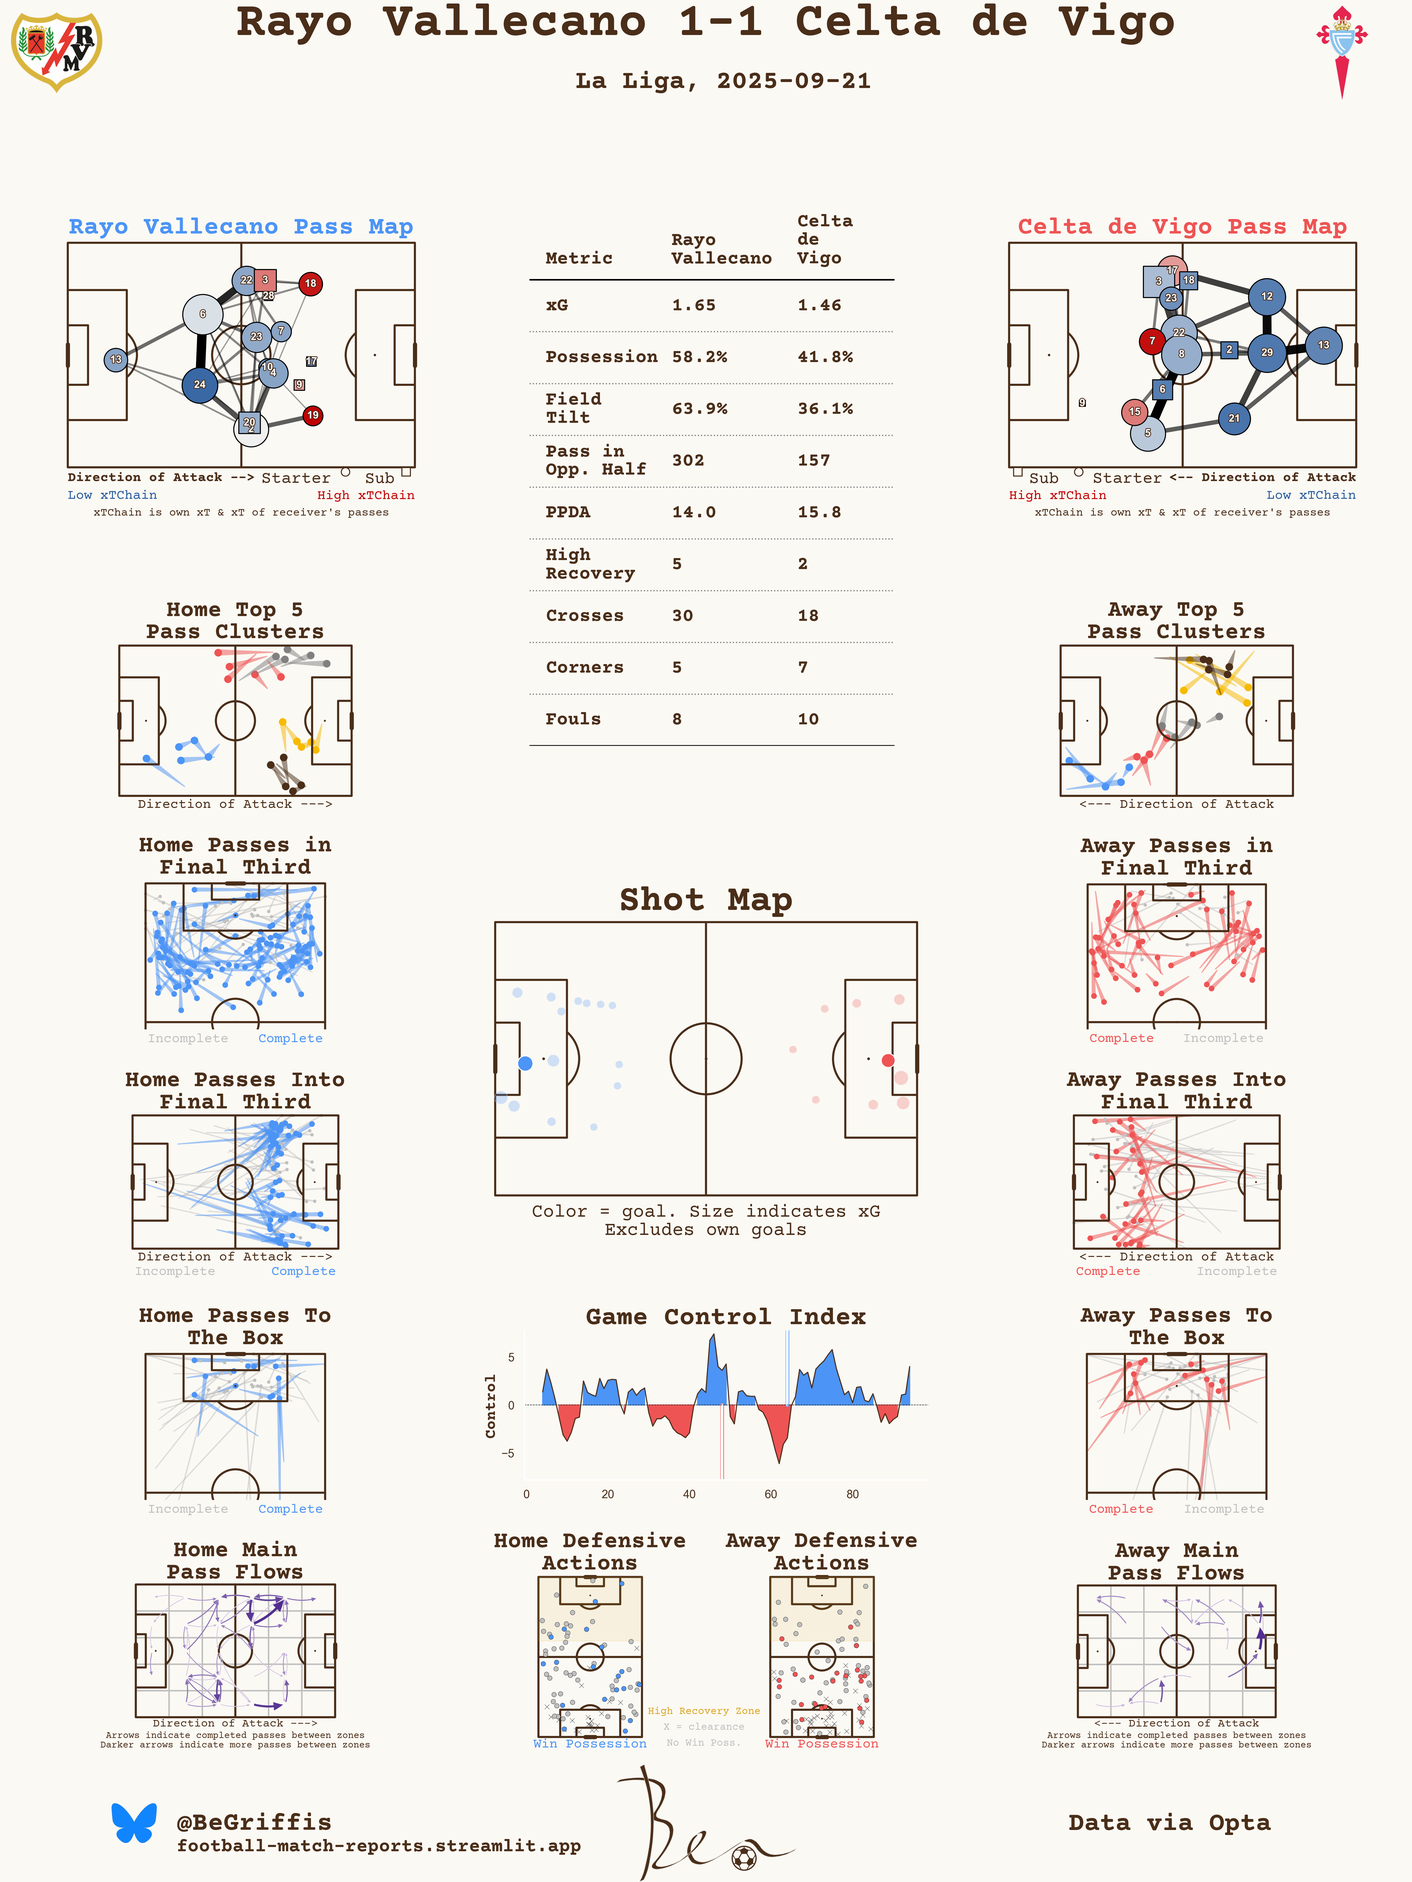 Rayo Vallecano 1-1 Celta de Vigo
La Liga, 2025-09-21
RVM
Rayo Vallecano Pass Map
22
3
28
18
6
23
7
13
10
4
17
24
9
20
2
19
Direction of Attack --> Starter Sub
Low xTChain High xTChain
xTChain is own xT & xT of receiver's passes
Metric Rayo Vallecano Celta de Vigo
xG 1.65 1.46
Possession 58.2% 41.8%
Field Tilt 63.9% 36.1%
Pass in Opp. Half 302 157
PPDA 14.0 15.8
High Recovery 5 2
Crosses 30 18
Corners 5 7
Fouls 8 10
Celta de Vigo Pass Map
17
3
18
23
12
22
7
8
2
29
13
6
9
15
5
21
Sub Starter <-- Direction of Attack
High xTChain Low xTChain
xTChain is own xT & xT of receiver's passes
Home Top 5
Pass Clusters
Direction of Attack --->
Away Top 5
Pass Clusters
<--- Direction of Attack
Home Passes in
Final Third
Incomplete Complete
Away Passes in
Final Third
Complete Incomplete
Shot Map
Color = goal. Size indicates xG
Excludes own goals
Home Passes Into
Final Third
Direction of Attack --->
Incomplete Complete
Away Passes Into
Final Third
<--- Direction of Attack
Complete Incomplete
Home Passes To
The Box
Incomplete Complete
Game Control Index
Control
5
0
−5
0 20 40 60 80
Away Passes To
The Box
Complete Incomplete
Home Main
Pass Flows
Direction of Attack --->
Arrows indicate completed passes between zones
Darker arrows indicate more passes between zones
Home Defensive
Actions
Win Possession
High Recovery Zone
X = clearance
No Win Poss.
Away Defensive
Actions
Win Possession
Away Main
Pass Flows
<--- Direction of Attack
Arrows indicate completed passes between zones
Darker arrows indicate more passes between zones
@BeGriffis
football-match-reports.streamlit.app
Ben
Data via Opta